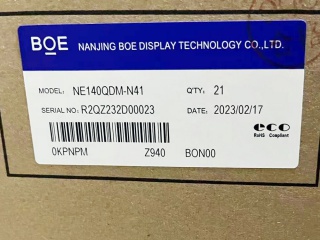 BOE NANJING BOE DISPLAY TECHNOLOGY CO.,LTD.
MODEL: NE140QDM-N41 Q'TY: 21
SERIAL NO: R2QZ232D00023 DATE: 2023/02/17
eco
RoHS Compliant
0KPNPM Z940 BON00